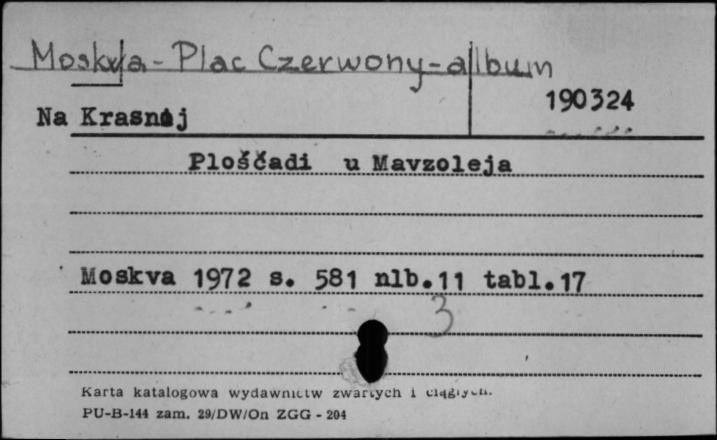 Moskwa - Plac Czerwony - album
190324
Na Krasnoj
Ploščadi u Mavzoleja
Moskva 1972 s. 581 nlb.11 tabl.17
3
Karta katalogowa wydawnictw zwartych i ciągłych.
PU-B-144 zam. 29/DW/On ZGG - 204